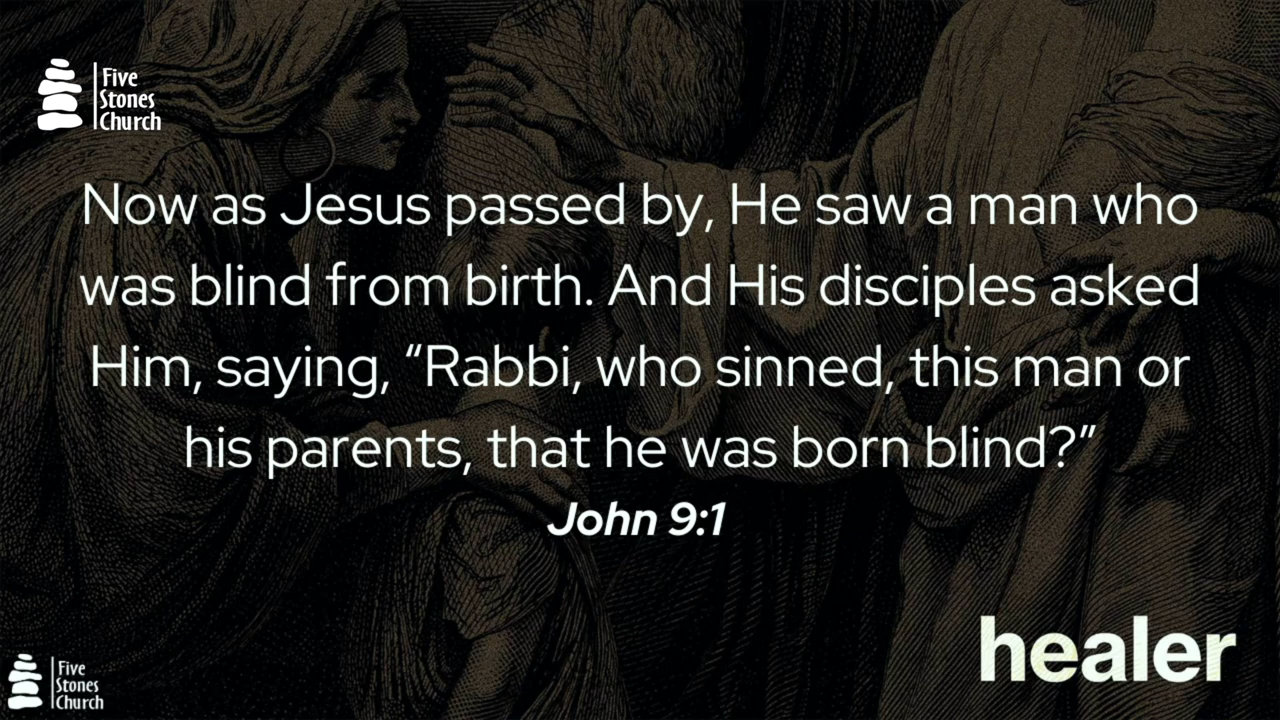 Five
Stones
Church
Now as Jesus passed by, He saw a man who
was blind from birth. And His disciples asked
Him, saying, “Rabbi, who sinned, this man or
his parents, that he was born blind?”
John 9:1
healer
Five
Stones
Church